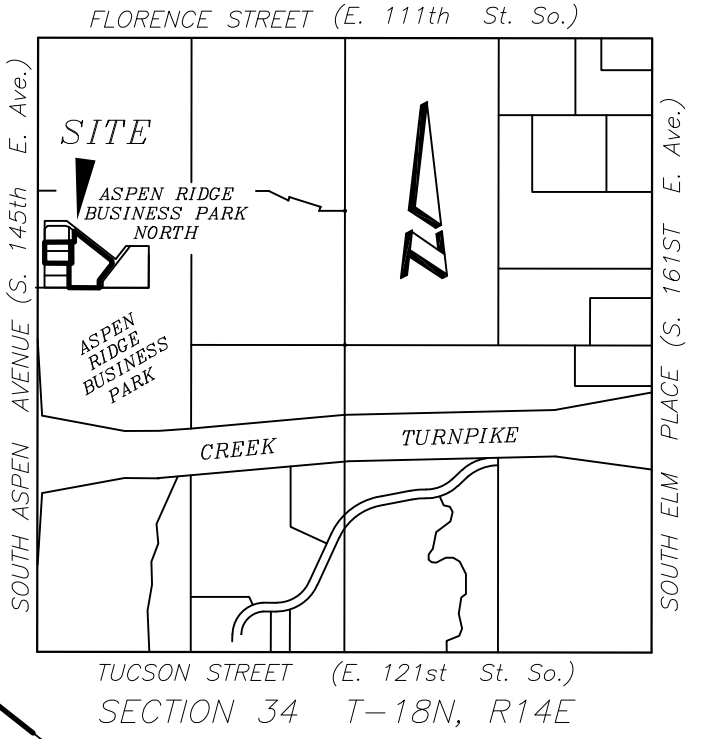 FLORENCE STREET (E. 111th St. So.)
SOUTH ASPEN AVENUE (S. 145th E. Ave.)
SITE
ASPEN RIDGE
BUSINESS PARK
NORTH
N
ASPEN
RIDGE
BUSINESS
PARK
CREEK TURNPIKE
SOUTH ELM PLACE (S. 161ST E. Ave.)
TUCSON STREET (E. 121st St. So.)
SECTION 34 T-18N, R14E